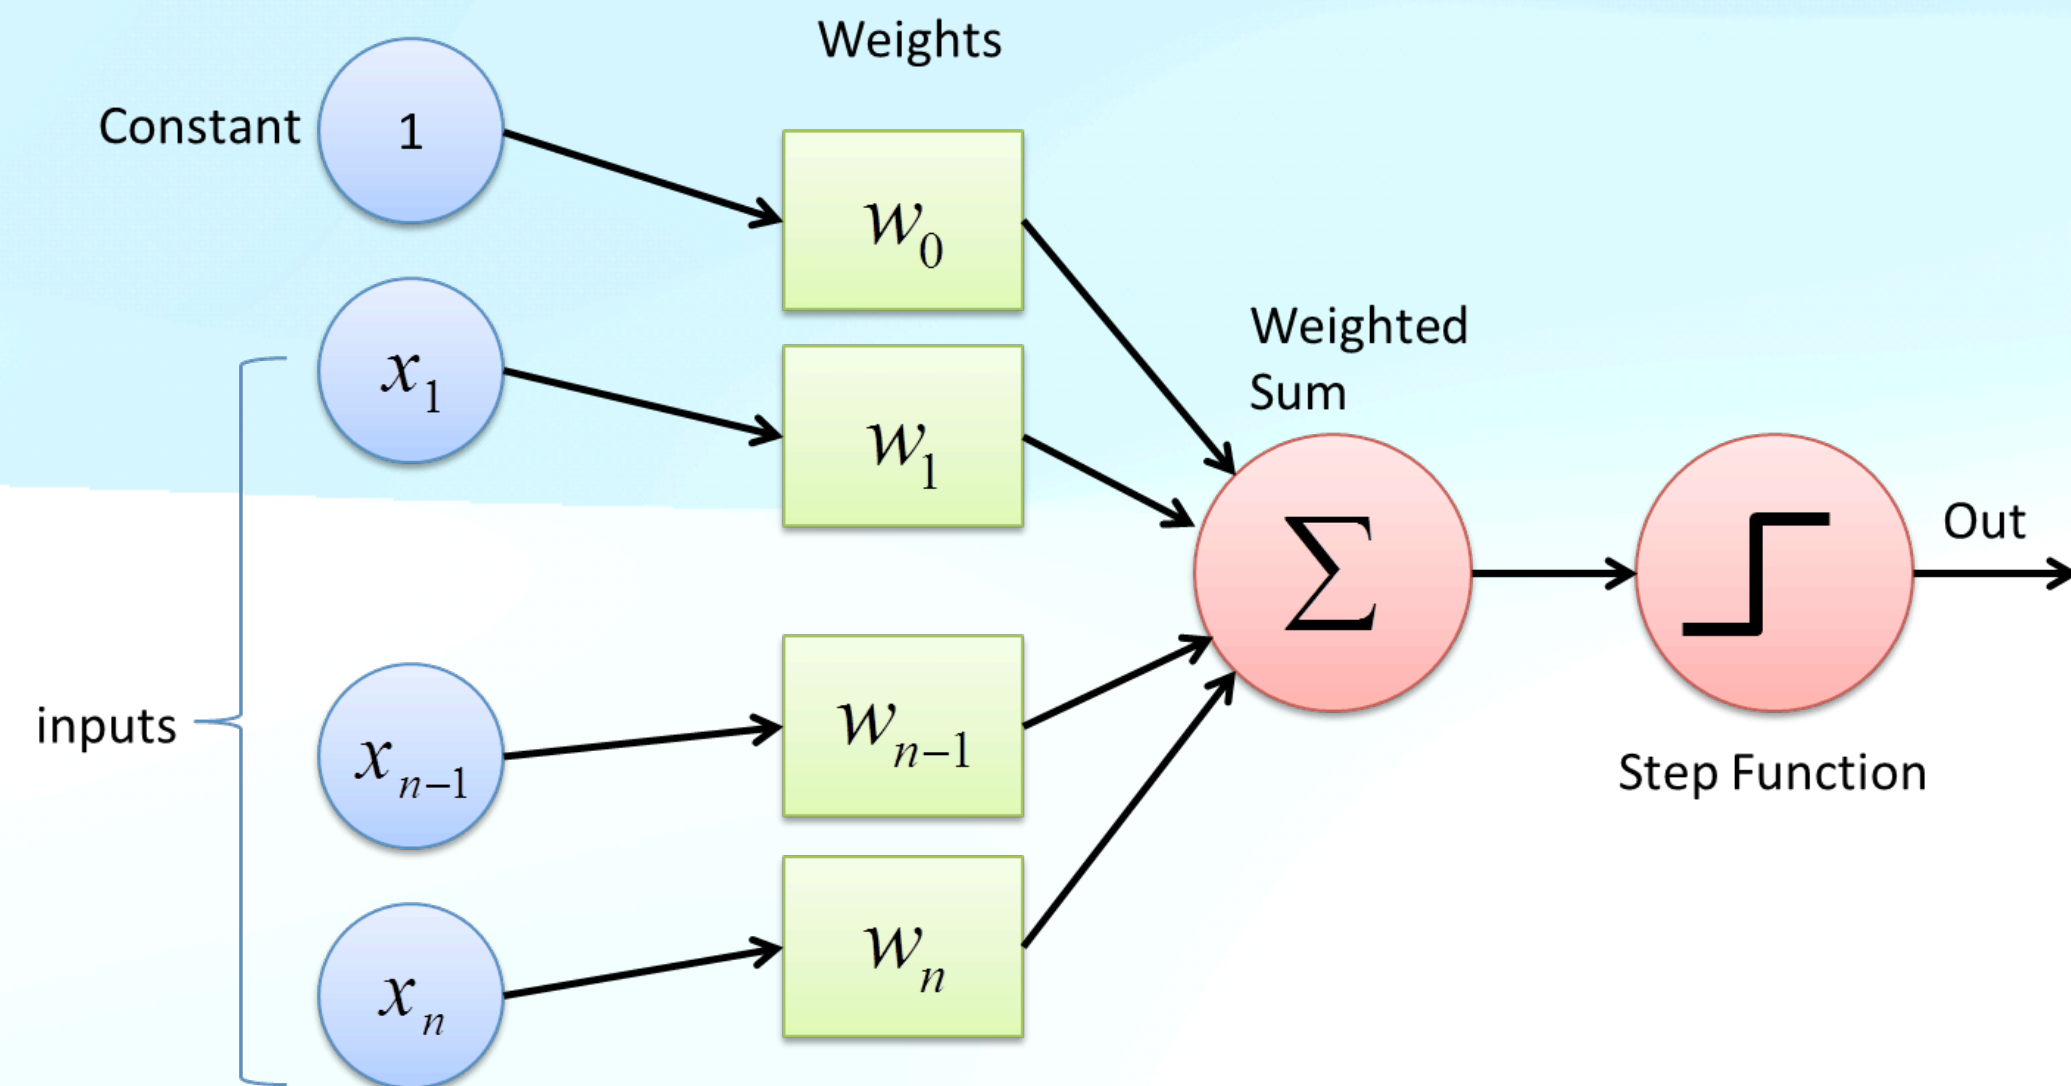 Weights
Constant
1
w₀
x₁
w₁
Weighted
Sum
Σ
Out
inputs
xₙ₋₁
wₙ₋₁
Step Function
xₙ
wₙ